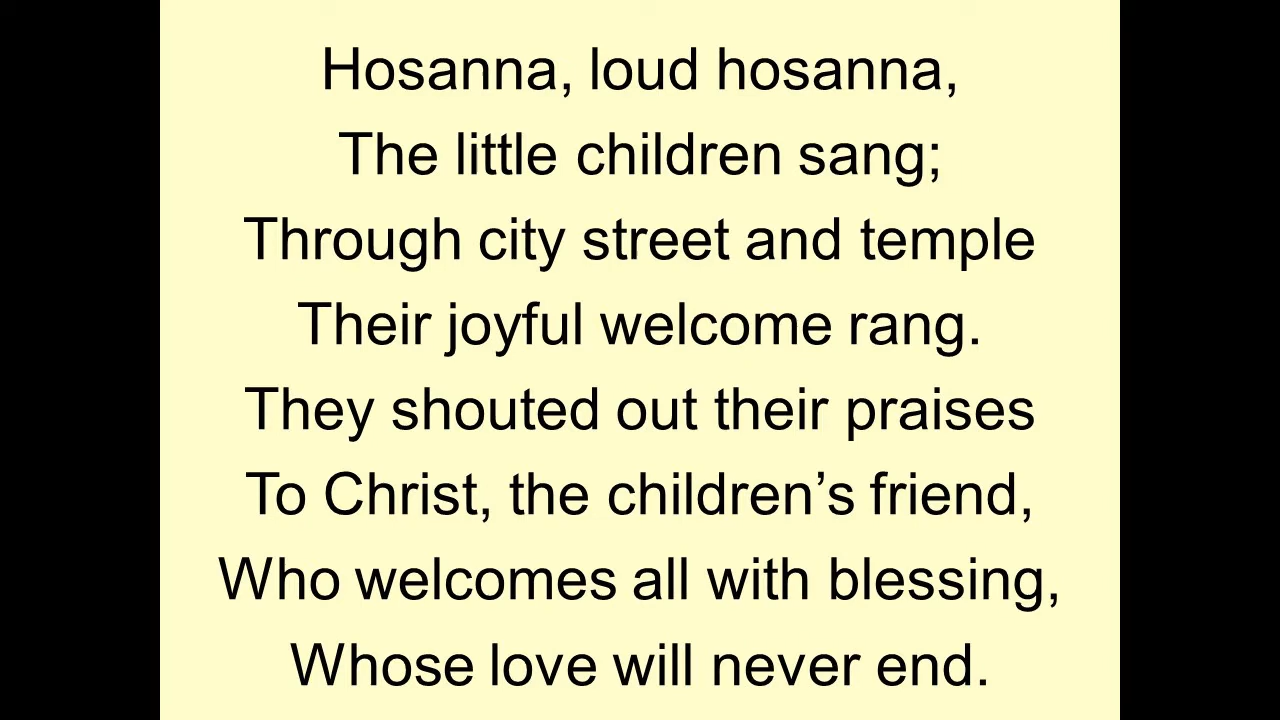 Hosanna, loud hosanna,
The little children sang;
Through city street and temple
Their joyful welcome rang.
They shouted out their praises
To Christ, the children’s friend,
Who welcomes all with blessing,
Whose love will never end.